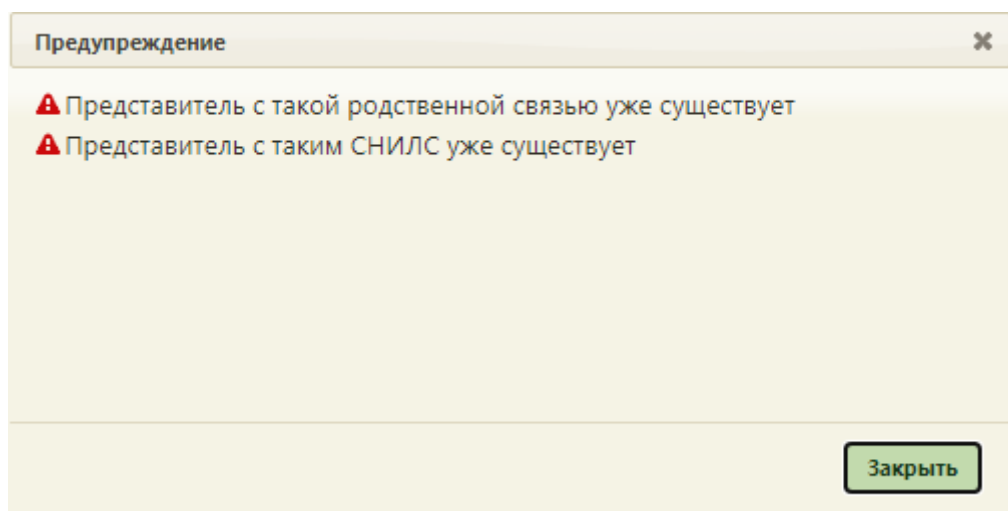 Предупреждение
Представитель с такой родственной связью уже существует
Представитель с таким СНИЛС уже существует
Закрыть